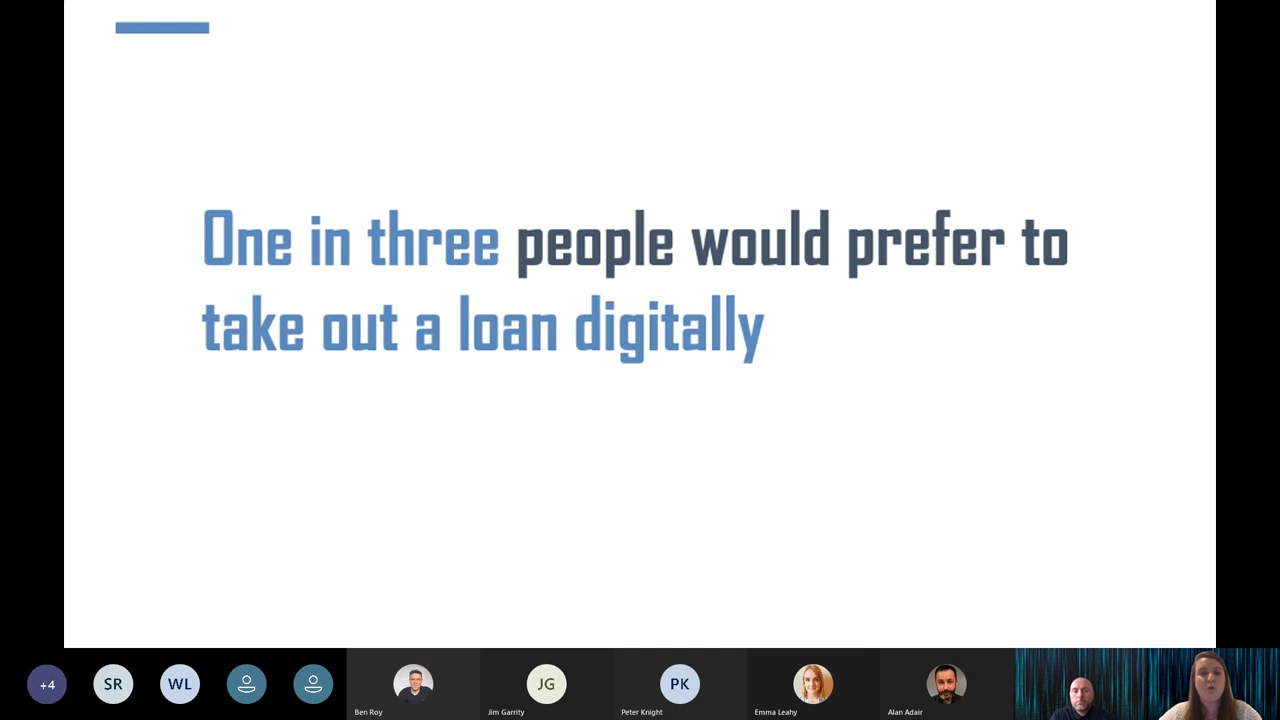 One in three people would prefer to
take out a loan digitally
+4
SR
WL
Ben Roy
JG
Jim Garrity
PK
Peter Knight
Emma Leahy
Alan Adair